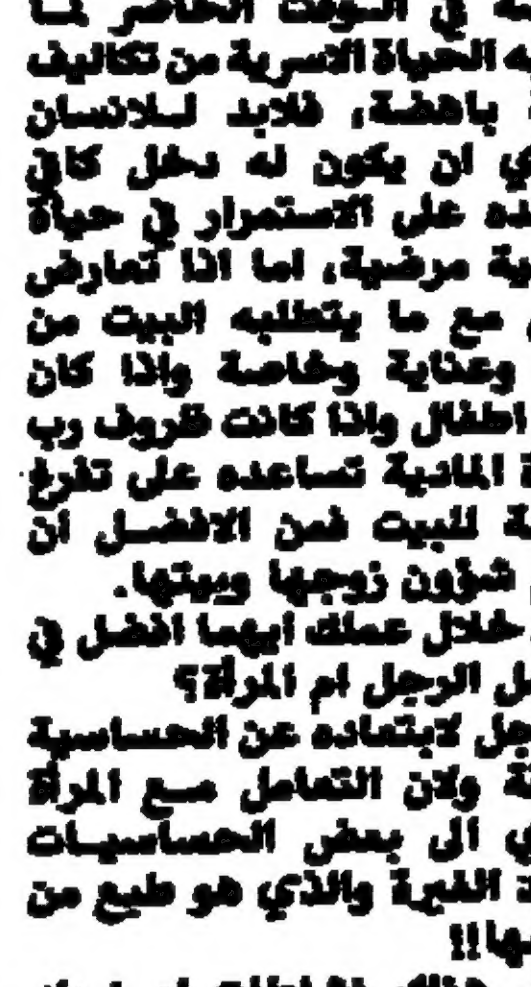 في الوقت الحاضر لما
الحياة الاسرية من تكاليف
باهضة، فلابد للانسان
ان يكون له دخل كافي
على الاستمرار في حياة
مرضية، اما اذا تعارض
مع ما يتطلبه البيت من
وعناية وخاصة واذا كان
اطفال واذا كانت ظروف رب
المادية تساعده على تفرغ
للبيت فمن الافضل ان
شؤون زوجها وبيتها.
خلال عملك ايهما افضل في
الرجل ام المرأة؟
لابتعاده عن الحساسية
ولان التعامل مع المرأة
الى بعض الحساسيات
الغيرة والذي هو طبع من
!!